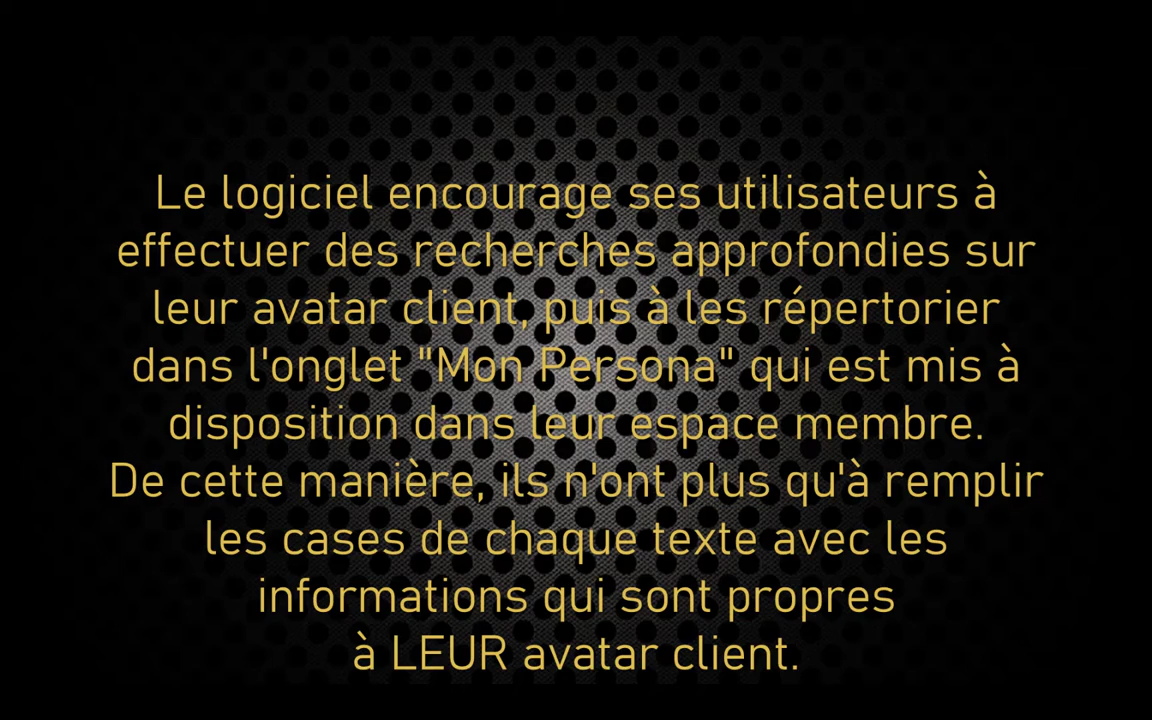 Le logiciel encourage ses utilisateurs à
effectuer des recherches approfondies sur
leur avatar client, puis à les répertorier
dans l'onglet "Mon Persona" qui est mis à
disposition dans leur espace membre.
De cette manière, ils n'ont plus qu'à remplir
les cases de chaque texte avec les
informations qui sont propres
à LEUR avatar client.